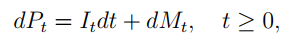 dP_t = I_t dt + dM_t, t ≥ 0,